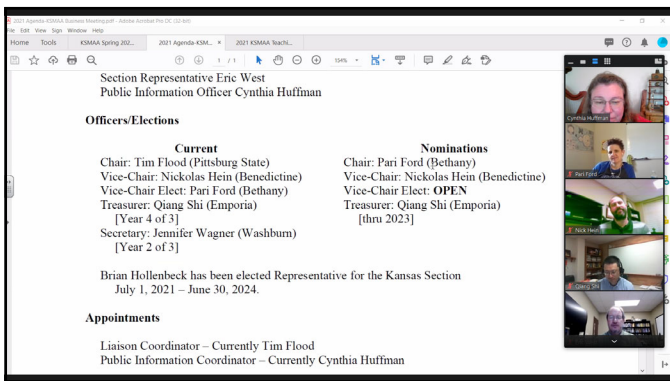 2021 Agenda-KSMAA Business Meeting.pdf - Adobe Acrobat Pro DC (32-bit)
File Edit View Sign Window Help
Home Tools KSMAA Spring 202... 2021 Agenda-KSM... × 2021 KSMAA Teachi...
1 / 1 154%
Section Representative Eric West
Public Information Officer Cynthia Huffman
Officers/Elections
Current
Chair: Tim Flood (Pittsburg State)
Vice-Chair: Nickolas Hein (Benedictine)
Vice-Chair Elect: Pari Ford (Bethany)
Treasurer: Qiang Shi (Emporia)
[Year 4 of 3]
Secretary: Jennifer Wagner (Washburn)
[Year 2 of 3]
Nominations
Chair: Pari Ford (Bethany)
Vice-Chair: Nickolas Hein (Benedictine)
Vice-Chair Elect: OPEN
Treasurer: Qiang Shi (Emporia)
[thru 2023]
Brian Hollenbeck has been elected Representative for the Kansas Section
July 1, 2021 – June 30, 2024.
Appointments
Liaison Coordinator – Currently Tim Flood
Public Information Coordinator – Currently Cynthia Huffman
Cynthia Huffman
Pari Ford
Nick Hein
Qiang Shi